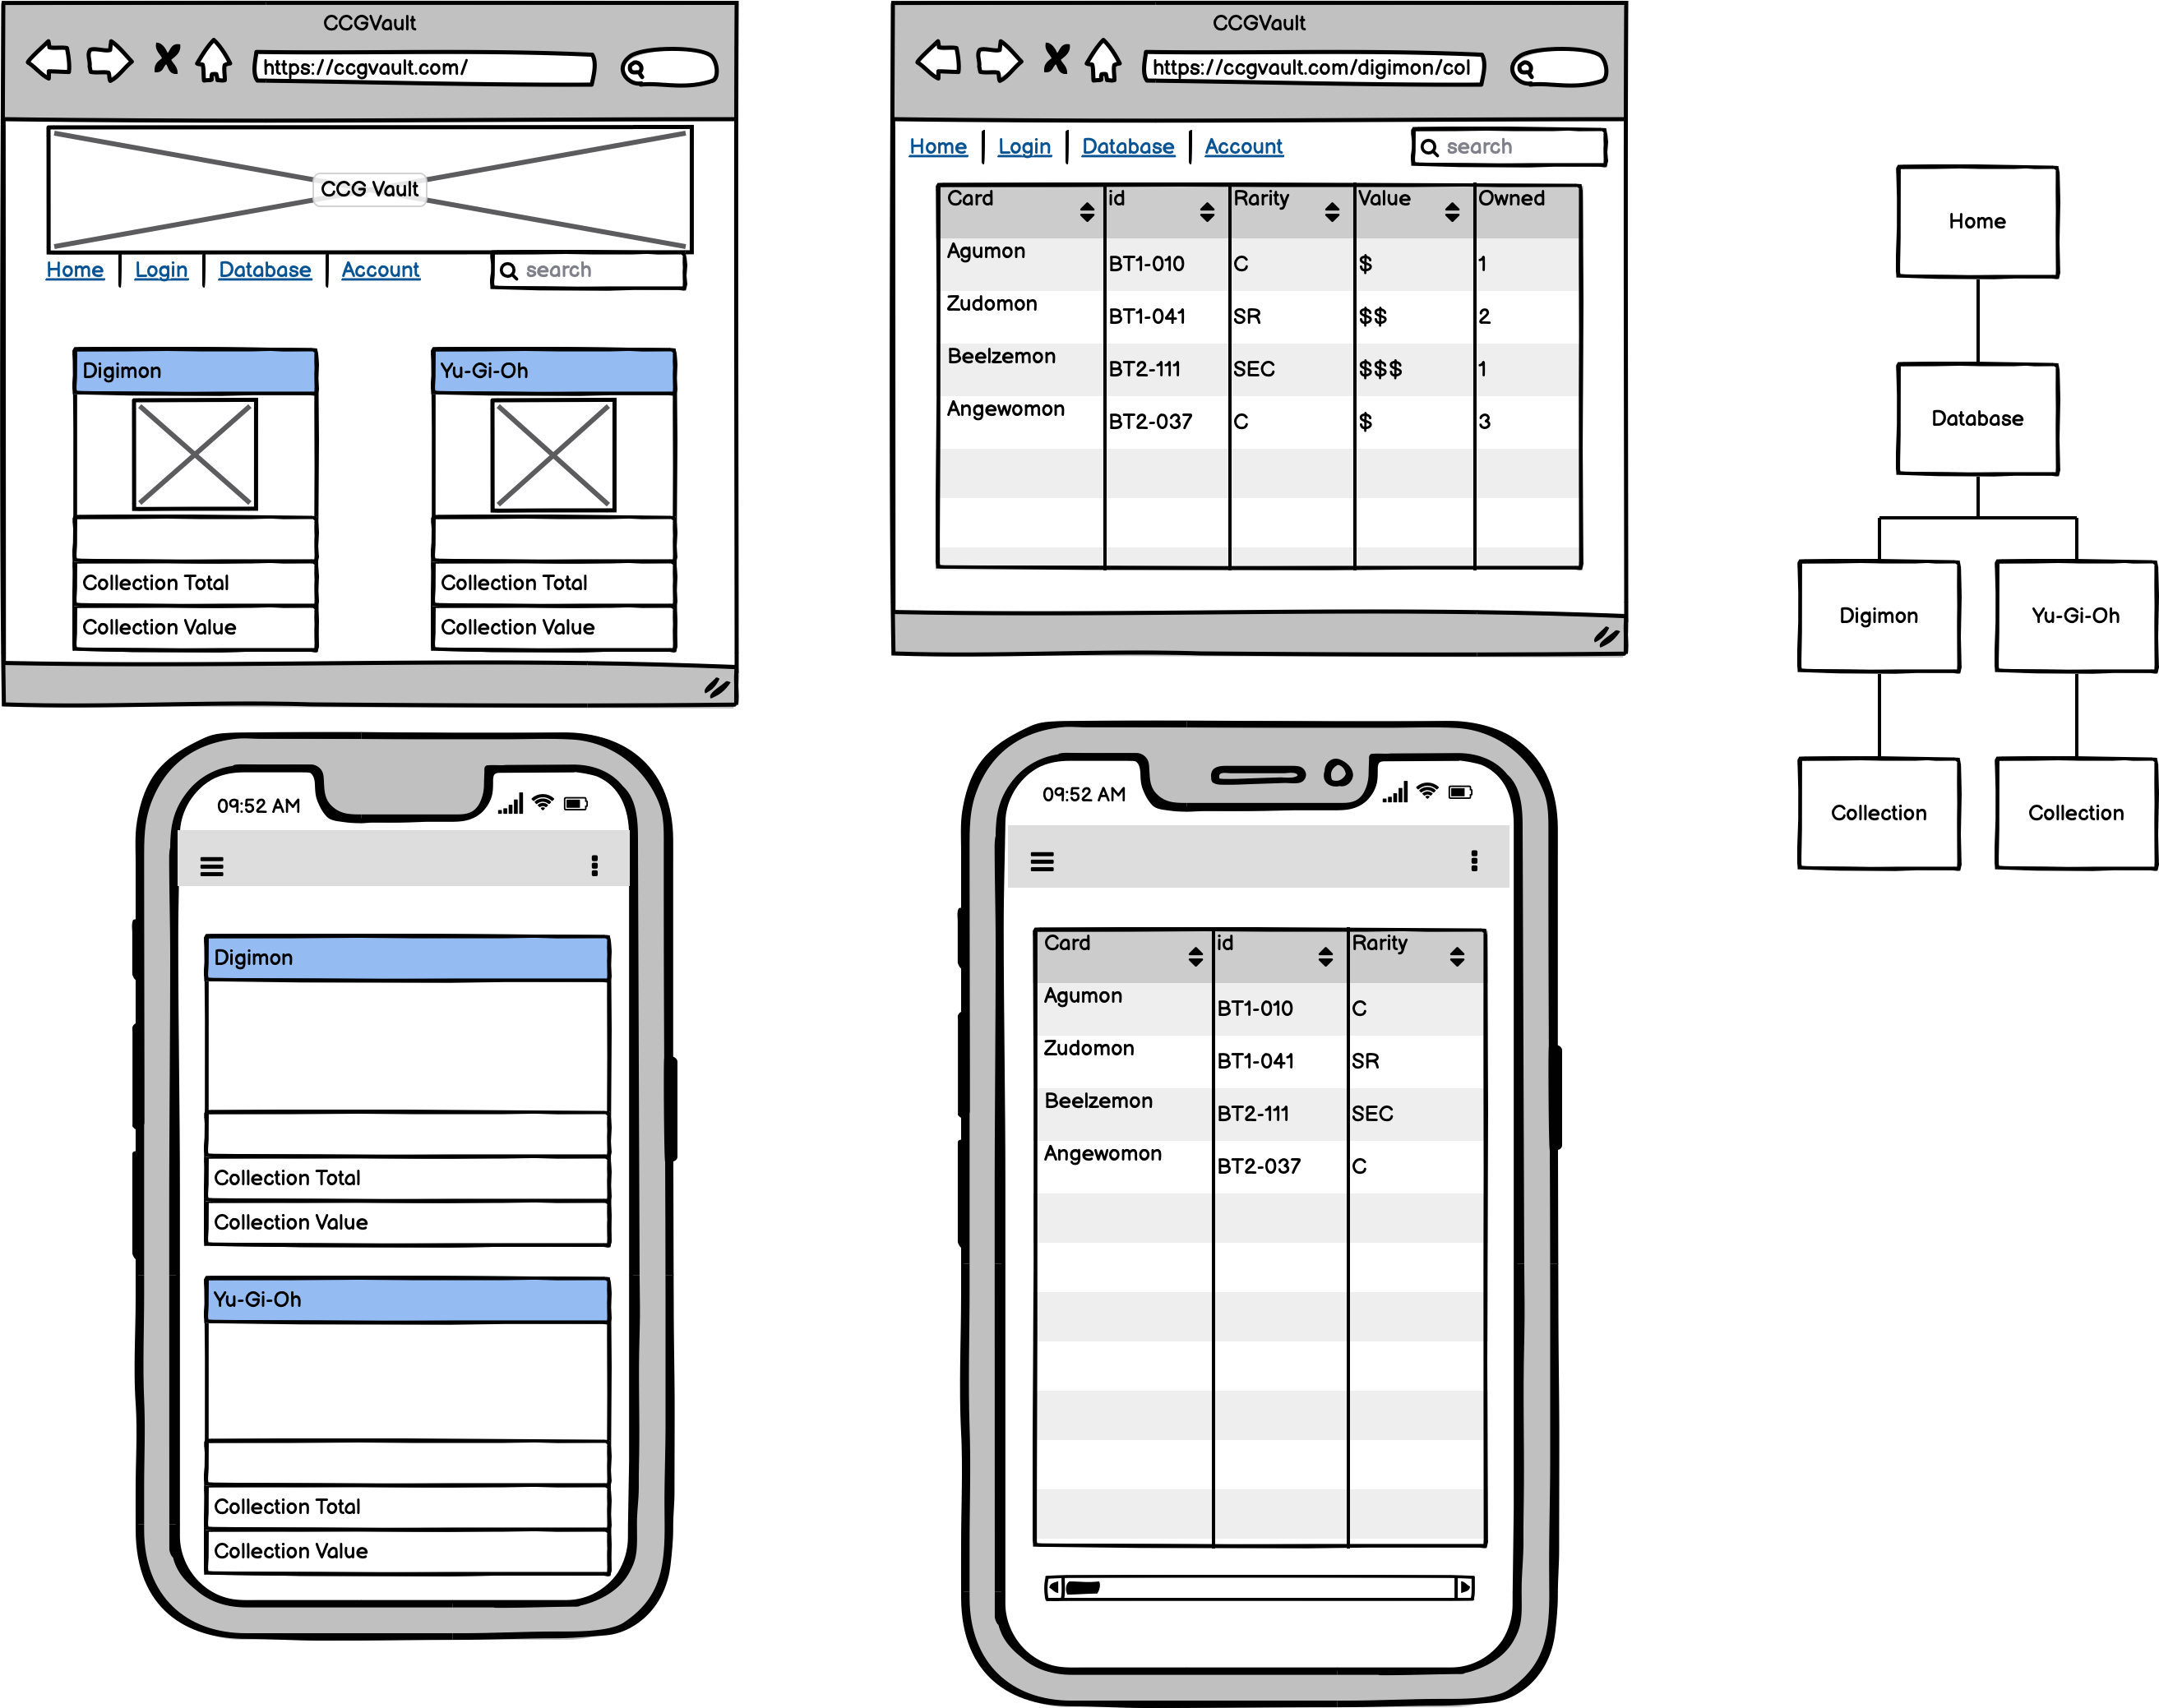 CCGVault
https://ccgvault.com/
CCG Vault
Home Login Database Account search
Digimon
Collection Total
Collection Value
Yu-Gi-Oh
Collection Total
Collection Value
CCGVault
https://ccgvault.com/digimon/col
Home Login Database Account search
Card id Rarity Value Owned
Agumon BT1-010 C $ 1
Zudomon BT1-041 SR $$ 2
Beelzemon BT2-111 SEC $$$ 1
Angewomon BT2-037 C $ 3
Home
Database
Digimon Yu-Gi-Oh
Collection Collection
09:52 AM
Digimon
Collection Total
Collection Value
Yu-Gi-Oh
Collection Total
Collection Value
09:52 AM
Card id Rarity
Agumon BT1-010 C
Zudomon BT1-041 SR
Beelzemon BT2-111 SEC
Angewomon BT2-037 C